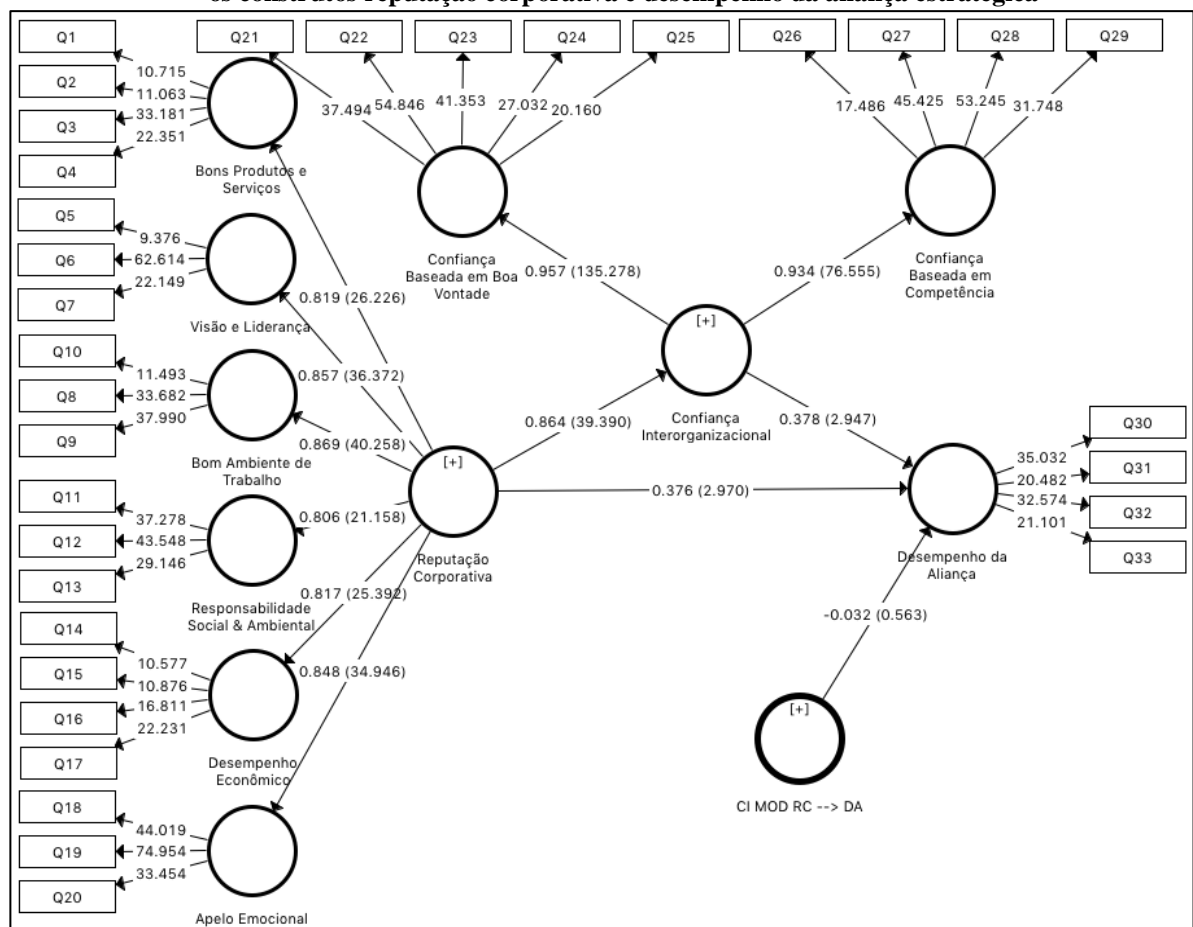 os construtos reputação corporativa e desempenho da aliança estratégica
Q1
Q2
Q3
Q4
10.715
11.063
33.181
22.351
Bons Produtos e
Serviços
Q5
Q6
Q7
9.376
62.614
22.149
Visão e Liderança
Q10
Q8
Q9
11.493
33.682
37.990
Bom Ambiente de
Trabalho
Q11
Q12
Q13
37.278
43.548
29.146
Responsabilidade
Social & Ambiental
Q14
Q15
Q16
Q17
10.577
10.876
16.811
22.231
Desempenho
Econômico
Q18
Q19
Q20
44.019
74.954
33.454
Apelo Emocional
0.819 (26.226)
0.857 (36.372)
0.869 (40.258)
0.806 (21.158)
0.817 (25.392)
0.848 (34.946)
[+]
Reputação
Corporativa
Q21
Q22
Q23
Q24
Q25
37.494
54.846
41.353
27.032
20.160
Confiança
Baseada em Boa
Vontade
Q26
Q27
Q28
Q29
17.486
45.425
53.245
31.748
Confiança
Baseada em
Competência
0.957 (135.278)
0.934 (76.555)
[+]
Confiança
Interorganizacional
0.864 (39.390)
0.378 (2.947)
0.376 (2.970)
Q30
Q31
Q32
Q33
35.032
20.482
32.574
21.101
Desempenho da
Aliança
-0.032 (0.563)
[+]
CI MOD RC --> DA